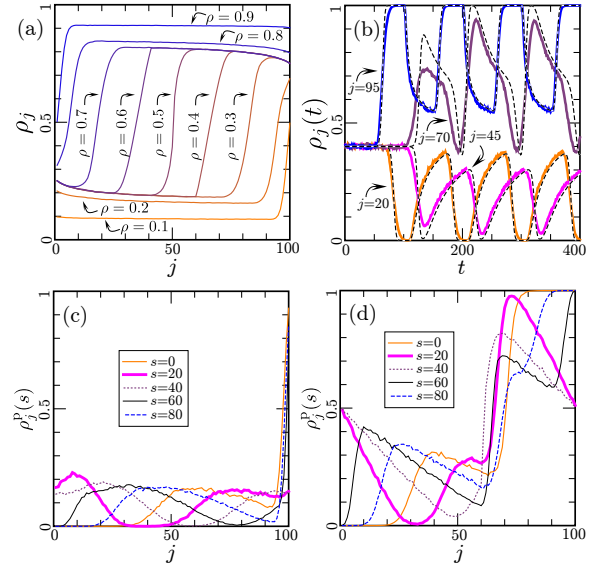 (a)
ρ = 0.9
ρ = 0.8
ρ = 0.7
ρ = 0.6
ρ = 0.5
ρ = 0.4
ρ = 0.3
ρ = 0.2
ρ = 0.1
ρj
1
0.5
0
0 50 100
j
(b)
j=95
j=70
j=45
j=20
ρj(t)
1
0.5
0
0 100 200 300 400
t
(c)
s=0
s=20
s=40
s=60
s=80
ρjᵖ(s)
1
0.5
0
0 50 100
j
(d)
s=0
s=20
s=40
s=60
s=80
ρjᵖ(s)
1
0.5
0
0 50 100
j